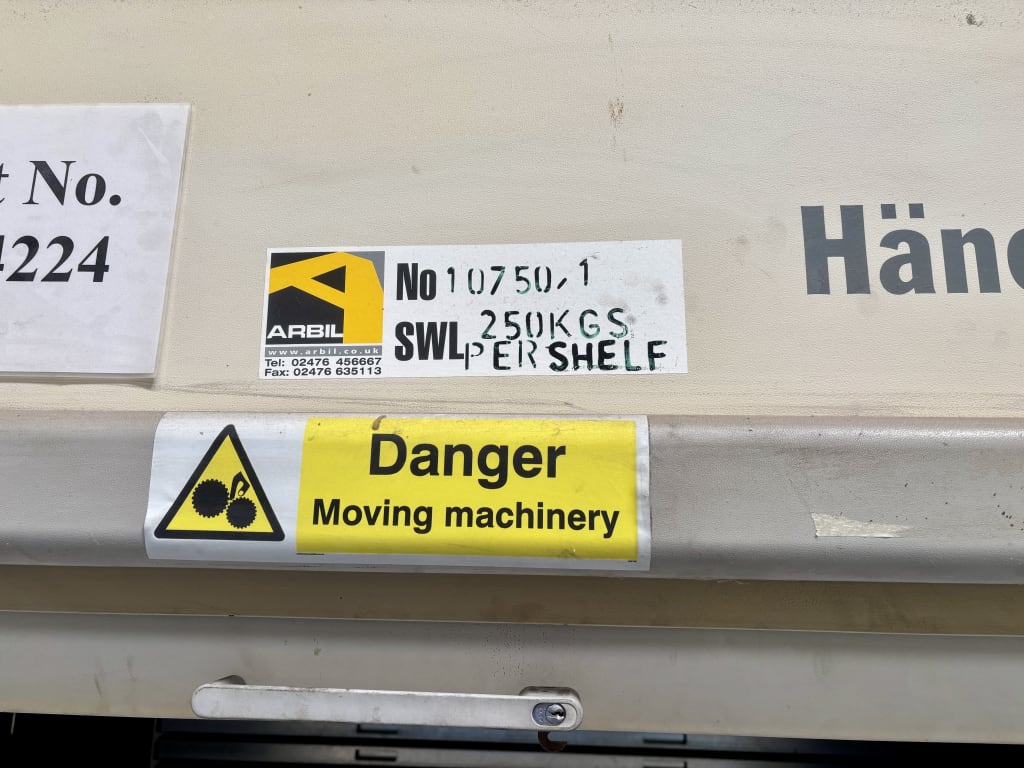 No.
4224
ARBIL
www.arbil.co.uk
Tel: 02476 456667
Fax: 02476 635113
No 10750/1
SWL 250KGS
PER SHELF
Häne
Danger
Moving machinery